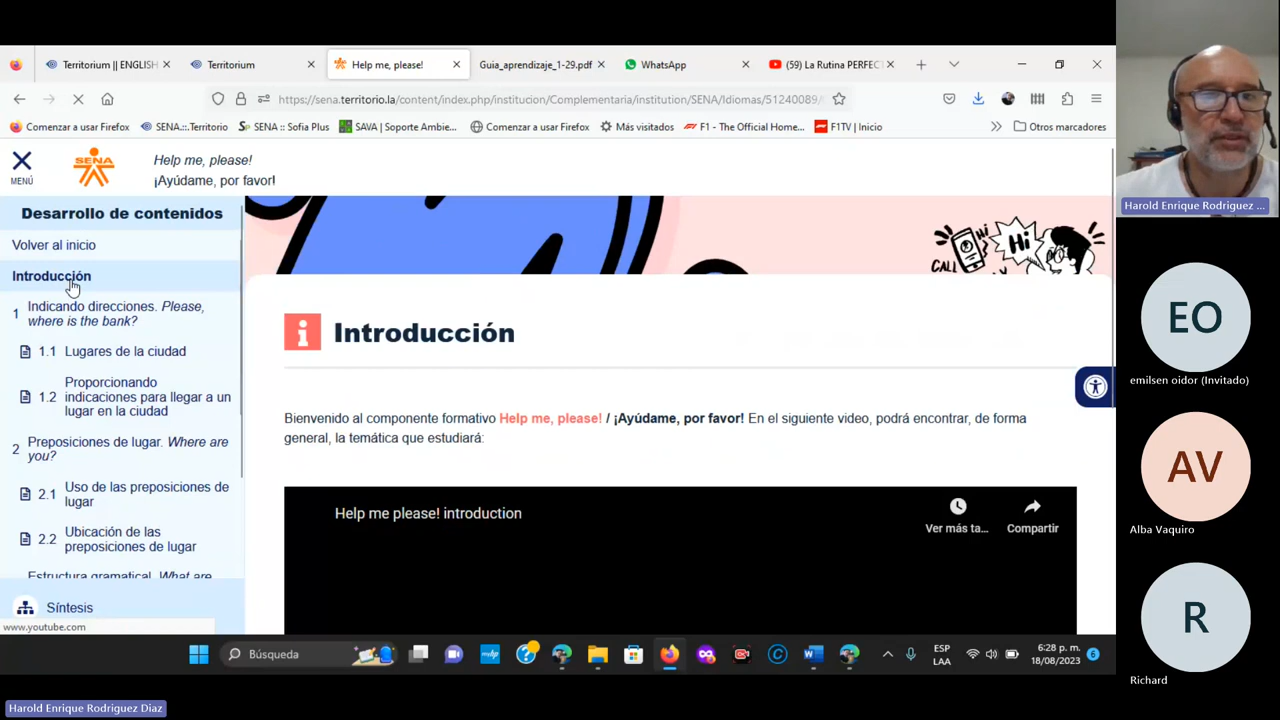 Territorium || ENGLISH
Territorium
Help me, please!
Guia_aprendizaje_1-29.pdf
WhatsApp
(59) La Rutina PERFEC
https://sena.territorio.la/content/index.php/institucion/Complementaria/institution/SENA/Idiomas/51240089/
Comenzar a usar Firefox
SENA.::.Territorio
SENA :: Sofia Plus
SAVA | Soporte Ambie...
Comenzar a usar Firefox
Más visitados
F1 - The Official Home...
F1TV | Inicio
Otros marcadores
MENÚ
SENA
Help me, please!
¡Ayúdame, por favor!
Desarrollo de contenidos
Volver al inicio
Introducción
1 Indicando direcciones. Please,
where is the bank?
1.1 Lugares de la ciudad
1.2 Proporcionando
indicaciones para llegar a un
lugar en la ciudad
2 Preposiciones de lugar. Where are
you?
2.1 Uso de las preposiciones de
lugar
2.2 Ubicación de las
preposiciones de lugar
Estructura gramatical. What are
Síntesis
www.youtube.com
CALL
Hi
Hi
Introducción
Bienvenido al componente formativo Help me, please! / ¡Ayúdame, por favor! En el siguiente video, podrá encontrar, de forma
general, la temática que estudiará:
Help me please! introduction
Ver más ta...
Compartir
Búsqueda
ESP
LAA
6:28 p. m.
18/08/2023
6
Harold Enrique Rodriguez ...
EO
emilsen oidor (Invitado)
AV
Alba Vaquiro
R
Richard
Harold Enrique Rodriguez Diaz